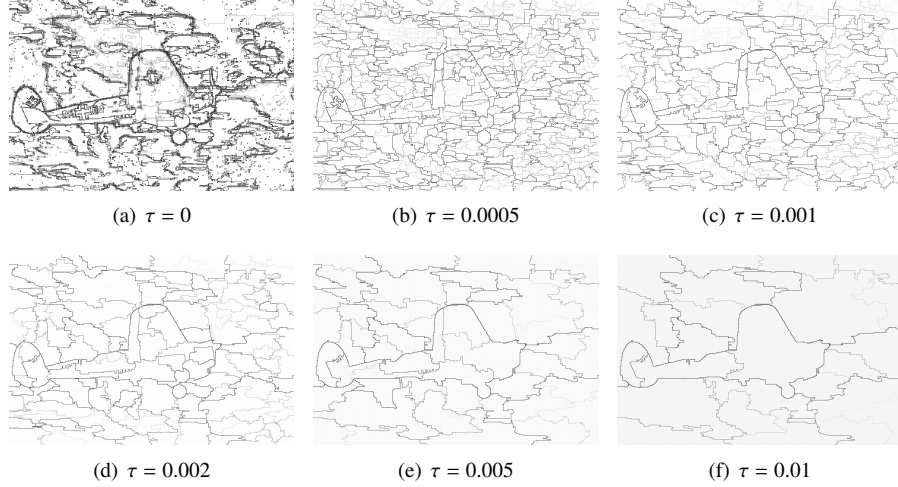 (a) τ = 0
(b) τ = 0.0005
(c) τ = 0.001
(d) τ = 0.002
(e) τ = 0.005
(f) τ = 0.01